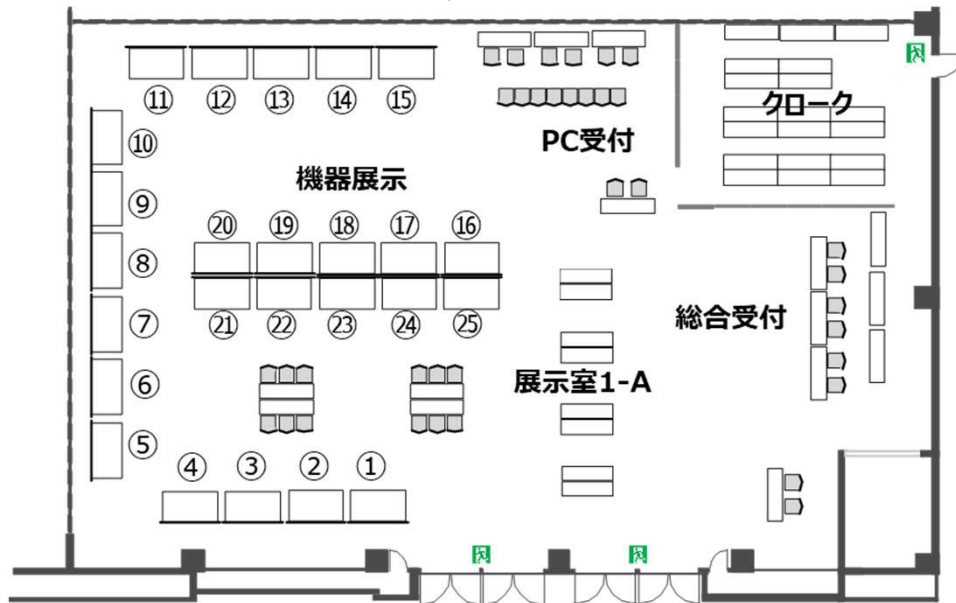 ⑪ ⑫ ⑬ ⑭ ⑮
クローク
PC受付
⑩
機器展示
⑨
⑳ ⑲ ⑱ ⑰ ⑯
⑧
総合受付
㉑ ㉒ ㉓ ㉔ ㉕
⑦
展示室1-A
⑥
⑤
④ ③ ② ①